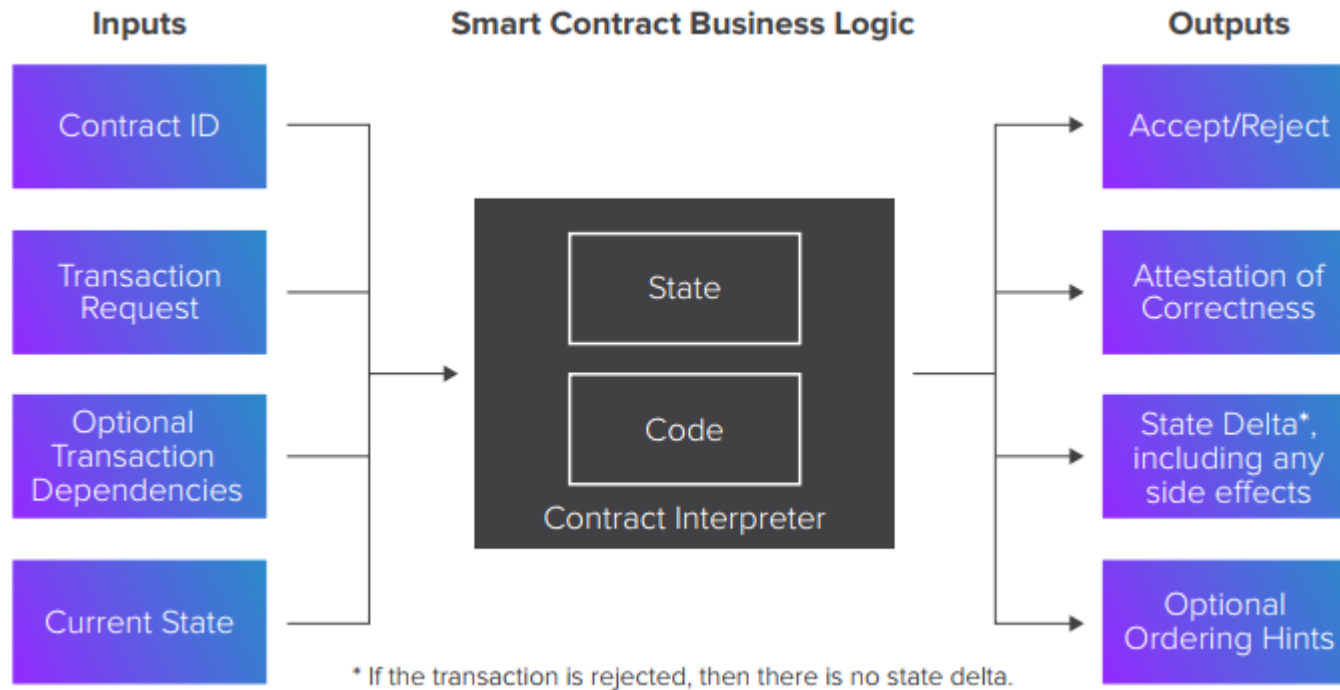 Inputs
Smart Contract Business Logic
Outputs
Contract ID
Transaction
Request
Optional
Transaction
Dependencies
Current State
State
Code
Contract Interpreter
Accept/Reject
Attestation of
Correctness
State Delta*,
including any
side effects
Optional
Ordering Hints
* If the transaction is rejected, then there is no state delta.